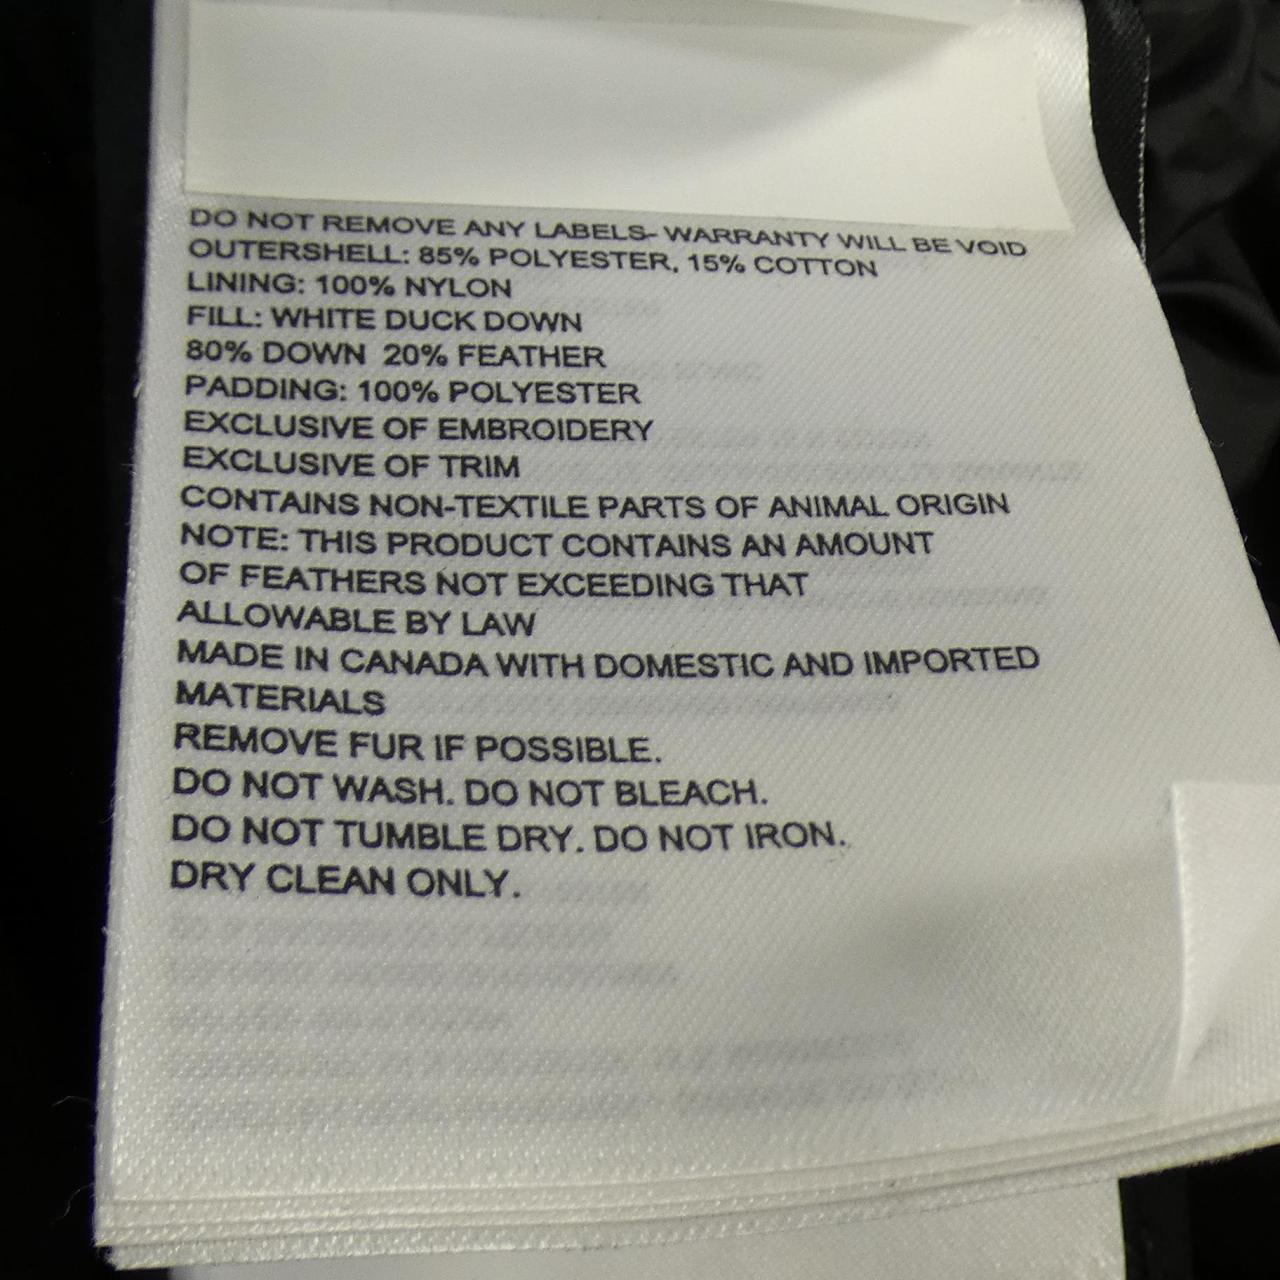 DO NOT REMOVE ANY LABELS- WARRANTY WILL BE VOID
OUTERSHELL: 85% POLYESTER, 15% COTTON
LINING: 100% NYLON
FILL: WHITE DUCK DOWN
80% DOWN 20% FEATHER
PADDING: 100% POLYESTER
EXCLUSIVE OF EMBROIDERY
EXCLUSIVE OF TRIM
CONTAINS NON-TEXTILE PARTS OF ANIMAL ORIGIN
NOTE: THIS PRODUCT CONTAINS AN AMOUNT
OF FEATHERS NOT EXCEEDING THAT
ALLOWABLE BY LAW
MADE IN CANADA WITH DOMESTIC AND IMPORTED
MATERIALS
REMOVE FUR IF POSSIBLE.
DO NOT WASH. DO NOT BLEACH.
DO NOT TUMBLE DRY. DO NOT IRON.
DRY CLEAN ONLY.